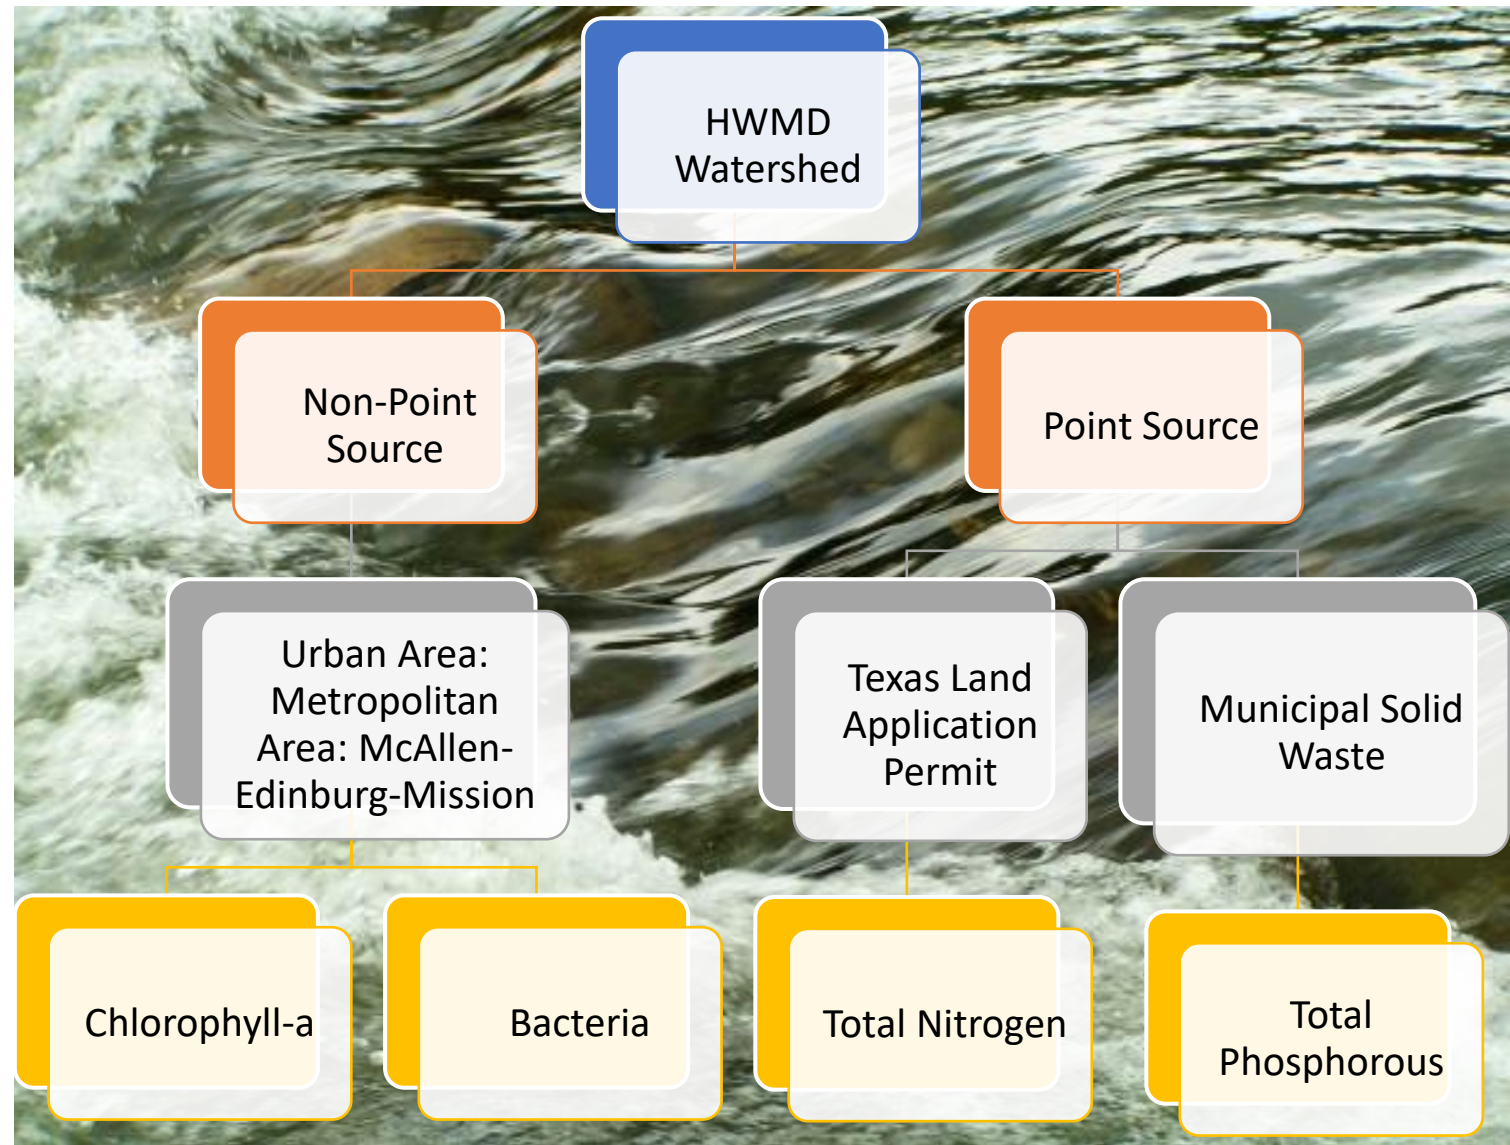 HWMD
Watershed
Non-Point
Source
Point Source
Urban Area:
Metropolitan
Area: McAllen-
Edinburg-Mission
Texas Land
Application
Permit
Municipal Solid
Waste
Chlorophyll-a
Bacteria
Total Nitrogen
Total
Phosphorous